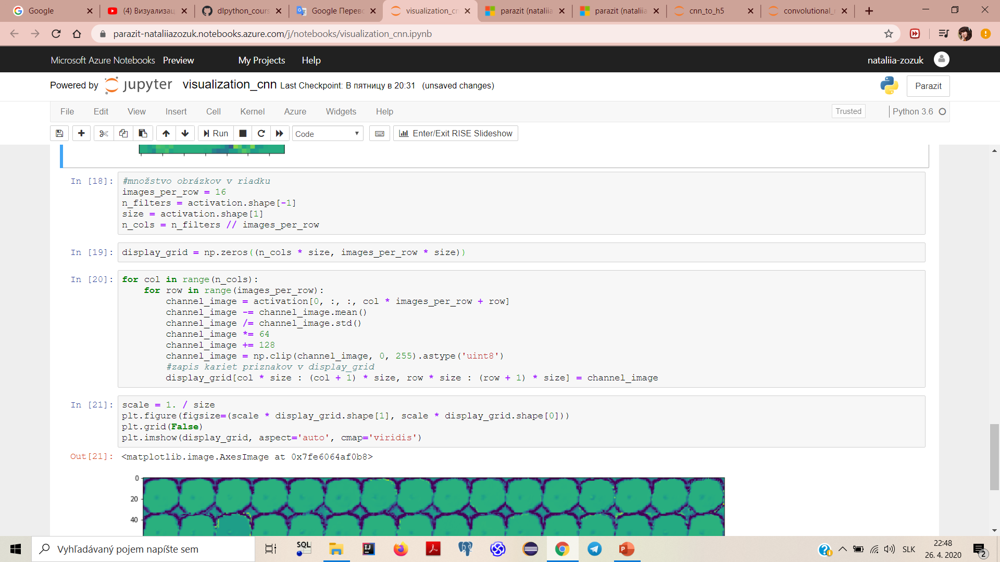 Google
(4) Визуализац
dlpython_cours
Google Перево
visualization_cn
parazit (nataliia
parazit (nataliia
cnn_to_h5
convolutional_
parazit-nataliiazozuk.notebooks.azure.com/j/notebooks/visualization_cnn.ipynb
Microsoft Azure Notebooks Preview My Projects Help nataliia-zozuk
Powered by jupyter visualization_cnn Last Checkpoint: В пятницу в 20:31 (unsaved changes) Parazit
File Edit View Insert Cell Kernel Azure Widgets Help Trusted Python 3.6
Run Code Enter/Exit RISE Slideshow
In [18]: #množstvo obrázkov v riadku
images_per_row = 16
n_filters = activation.shape[-1]
size = activation.shape[1]
n_cols = n_filters // images_per_row
In [19]: display_grid = np.zeros((n_cols * size, images_per_row * size))
In [20]: for col in range(n_cols):
for row in range(images_per_row):
channel_image = activation[0, :, :, col * images_per_row + row]
channel_image -= channel_image.mean()
channel_image /= channel_image.std()
channel_image *= 64
channel_image += 128
channel_image = np.clip(channel_image, 0, 255).astype('uint8')
#zapis kariet priznakov v display_grid
display_grid[col * size : (col + 1) * size, row * size : (row + 1) * size] = channel_image
In [21]: scale = 1. / size
plt.figure(figsize=(scale * display_grid.shape[1], scale * display_grid.shape[0]))
plt.grid(False)
plt.imshow(display_grid, aspect='auto', cmap='viridis')
Out[21]: <matplotlib.image.AxesImage at 0x7fe6064af0b8>
0
20
40
Vyhľadávaný pojem napíšte sem
SQL
IJ
P
SLK
22:48
26. 4. 2020
2